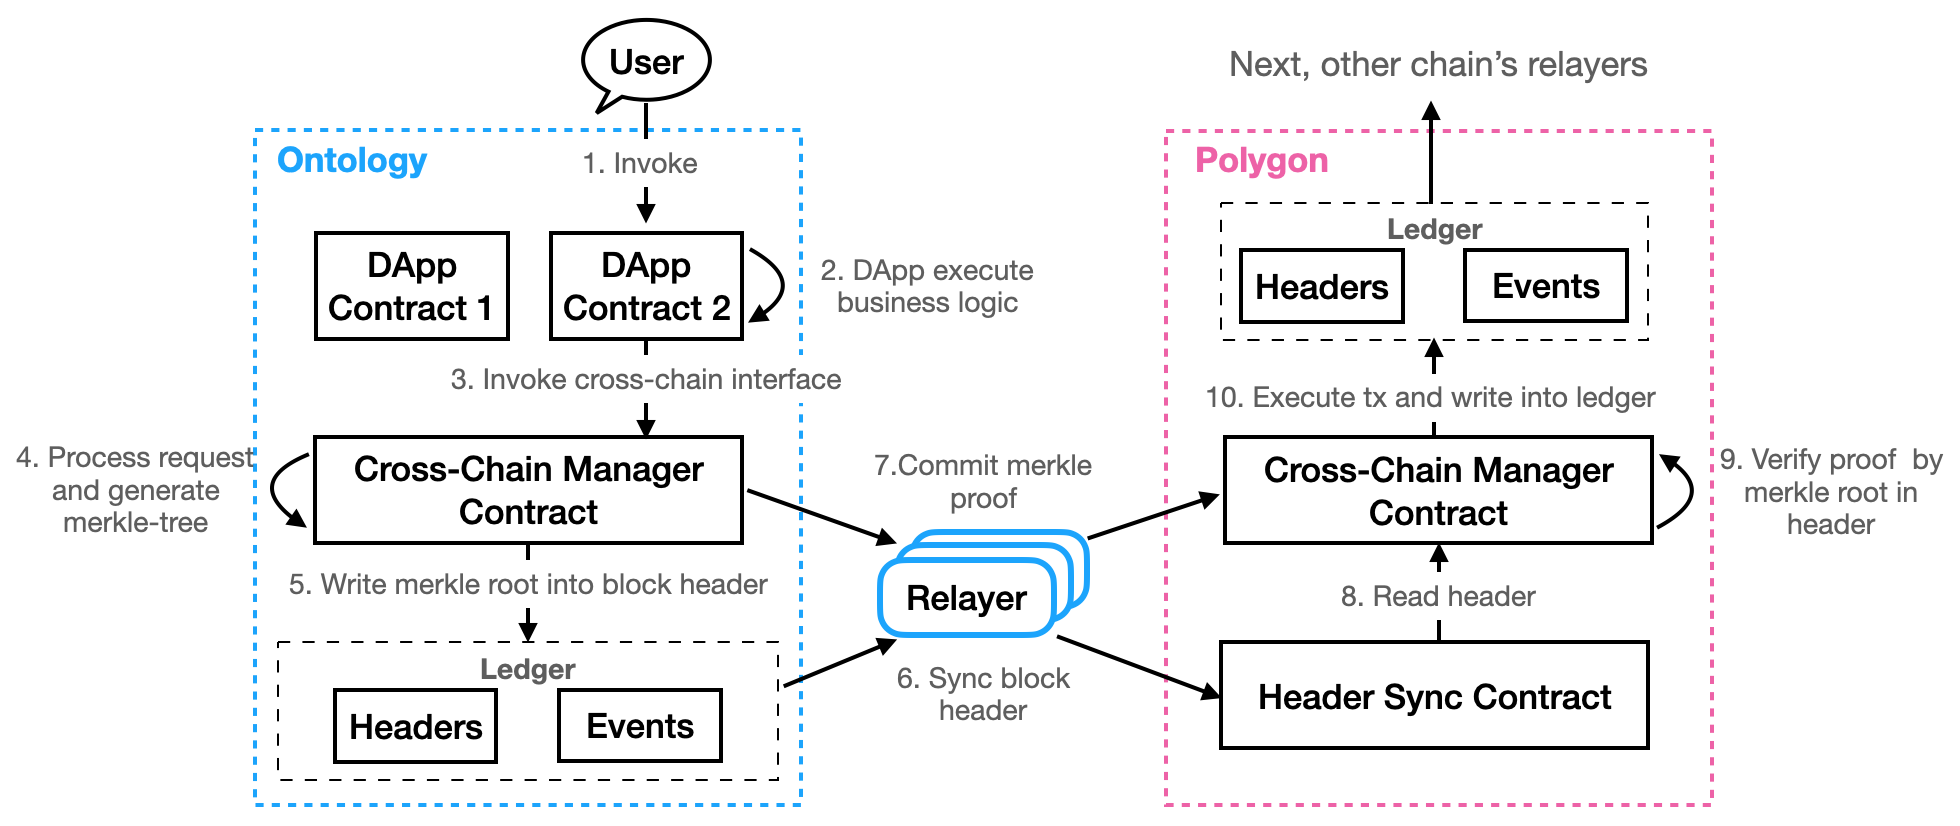 User
Next, other chain's relayers
Ontology
1. Invoke
DApp
Contract 1
DApp
Contract 2
2. DApp execute
business logic
3. Invoke cross-chain interface
4. Process request
and generate
merkle-tree
Cross-Chain Manager
Contract
5. Write merkle root into block header
Ledger
Headers
Events
7.Commit merkle
proof
Relayer
6. Sync block
header
Polygon
Ledger
Headers
Events
10. Execute tx and write into ledger
Cross-Chain Manager
Contract
9. Verify proof  by
merkle root in
header
8. Read header
Header Sync Contract